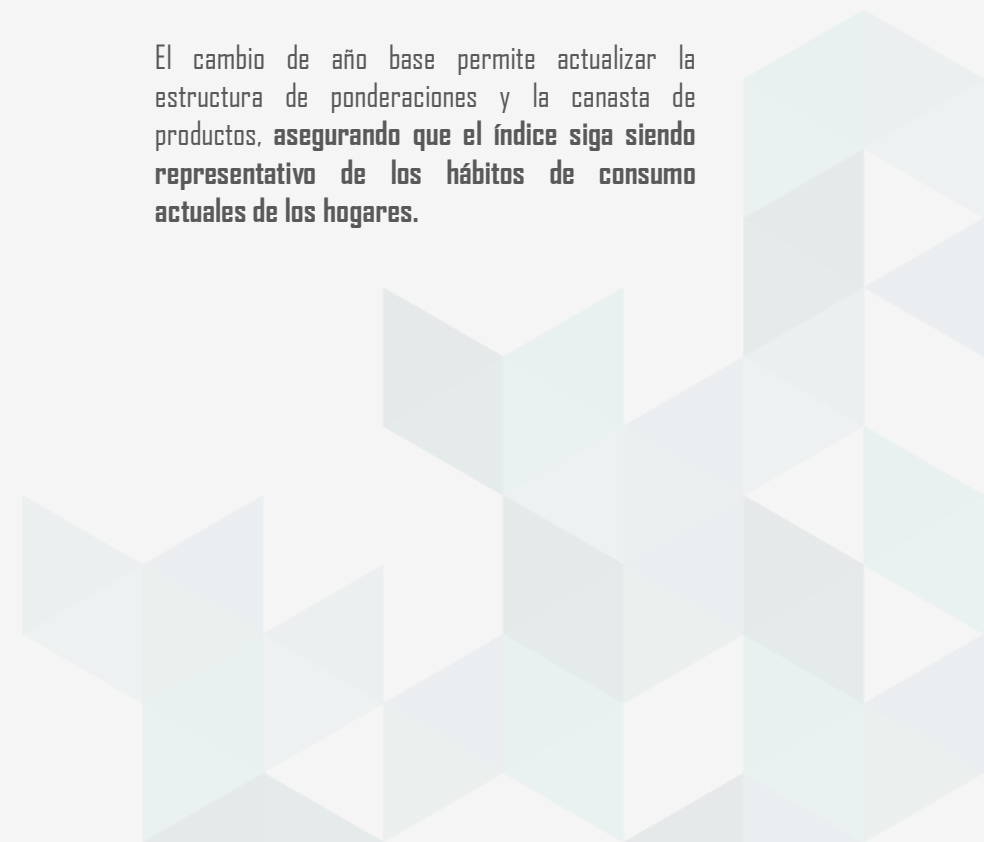 El cambio de año base permite actualizar la
estructura de ponderaciones y la canasta de
productos, asegurando que el índice siga siendo
representativo de los hábitos de consumo
actuales de los hogares.